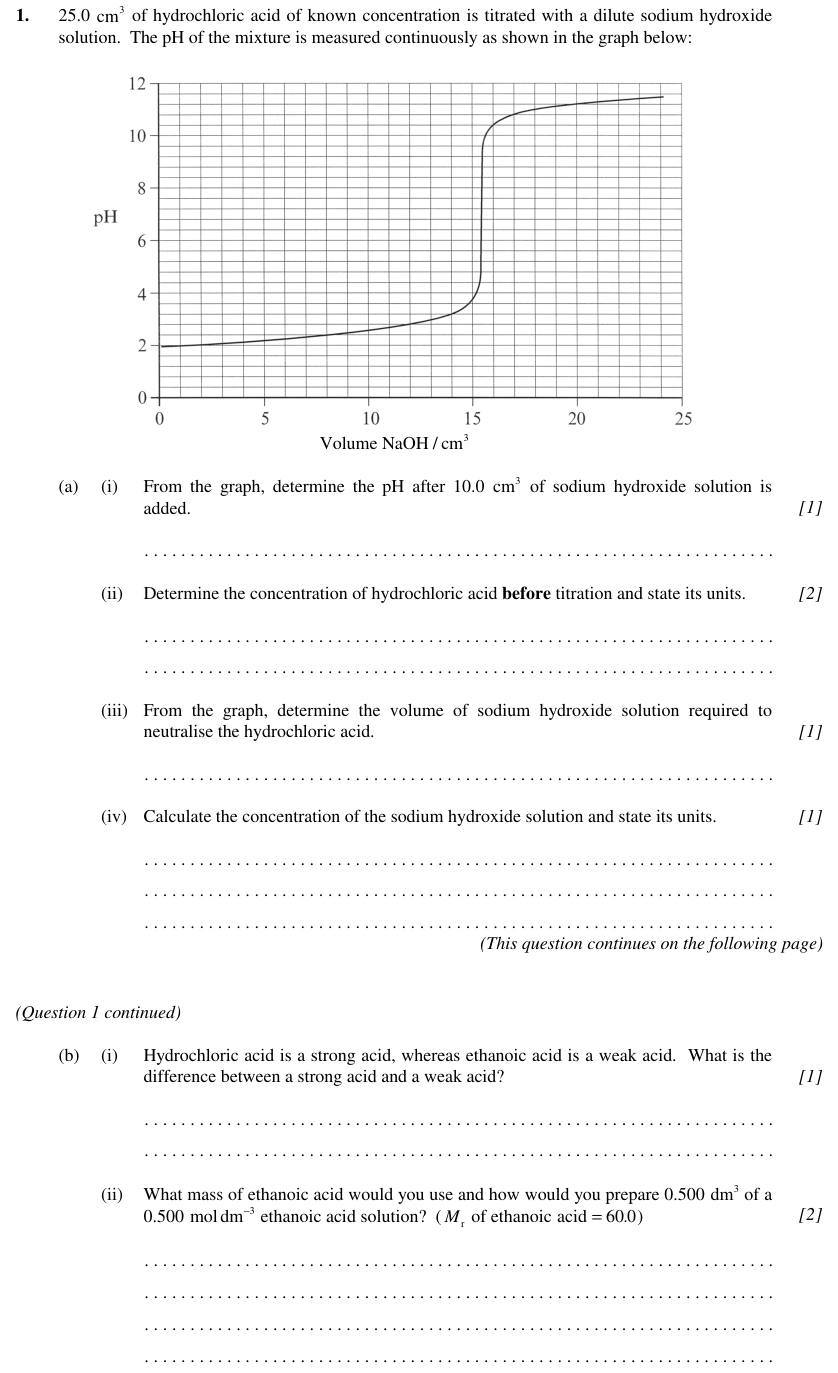 1. 25.0 cm³ of hydrochloric acid of known concentration is titrated with a dilute sodium hydroxide
solution. The pH of the mixture is measured continuously as shown in the graph below:
12
10
8
pH
6
4
2
0
0 5 10 15 20 25
Volume NaOH / cm³
(a) (i) From the graph, determine the pH after 10.0 cm³ of sodium hydroxide solution is
added. [1]
(ii) Determine the concentration of hydrochloric acid before titration and state its units. [2]
(iii) From the graph, determine the volume of sodium hydroxide solution required to
neutralise the hydrochloric acid. [1]
(iv) Calculate the concentration of the sodium hydroxide solution and state its units. [1]
(This question continues on the following page)
(Question 1 continued)
(b) (i) Hydrochloric acid is a strong acid, whereas ethanoic acid is a weak acid. What is the
difference between a strong acid and a weak acid? [1]
(ii) What mass of ethanoic acid would you use and how would you prepare 0.500 dm³ of a
0.500 mol dm⁻³ ethanoic acid solution? (Mᵣ of ethanoic acid = 60.0) [2]